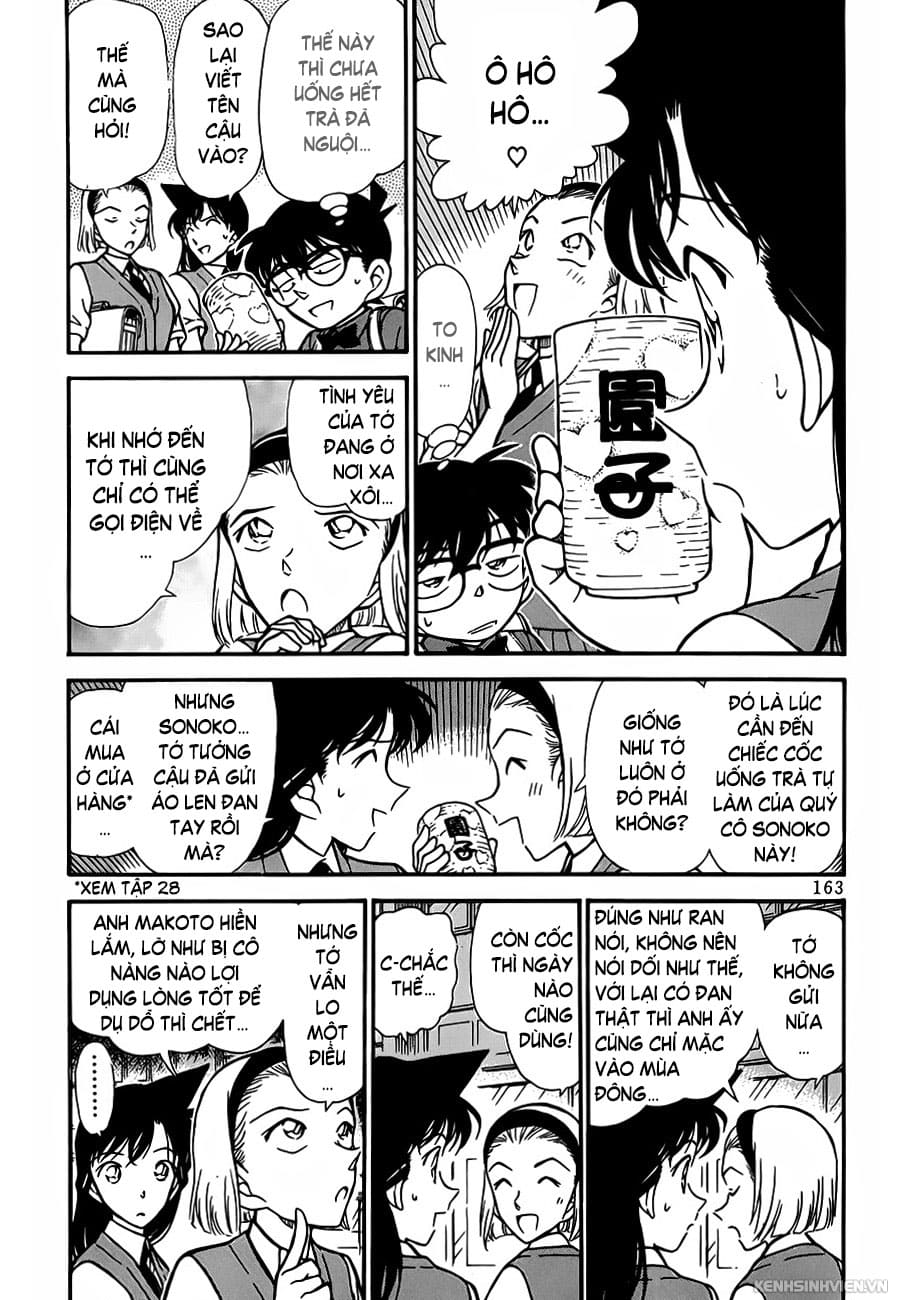 Ô HÔ
HÔ...
♡
TO
KINH
...
園子
THẾ NÀY
THÌ CHƯA
UỐNG HẾT
TRÀ ĐÃ
NGUỘI...
SAO
LẠI
VIẾT
TÊN
CẬU
VÀO?
THẾ
MÀ
CŨNG
HỎI!
TÌNH YÊU
CỦA TỚ
ĐANG Ở
NƠI XA
XÔI...
KHI NHỚ ĐẾN
TỚ THÌ CŨNG
CHỈ CÓ THỂ
GỌI ĐIỆN VỀ
...
ĐÓ LÀ LÚC
CẦN ĐẾN
CHIẾC CỐC
UỐNG TRÀ TỰ
LÀM CỦA QUÝ
CÔ SONOKO
NÀY!
GIỐNG
NHƯ TỚ
LUÔN Ở
ĐÓ PHẢI
KHÔNG?
園子
NHƯNG
SONOKO...
TỚ TƯỞNG
CẬU ĐÃ GỬI
ÁO LEN ĐAN
TAY RỒI
MÀ?
CÁI
MUA
Ở CỬA
HÀNG*
...
*XEM TẬP 28
163
TỚ
KHÔNG
GỬI
NỮA
...
ĐÚNG NHƯ RAN
NÓI, KHÔNG NÊN
NÓI DỐI NHƯ THẾ,
VỚI LẠI CÓ ĐAN
THẬT THÌ ANH ẤY
CŨNG CHỈ MẶC
VÀO MÙA
ĐÔNG...
CÒN CỐC
THÌ NGÀY
NÀO
CŨNG
DÙNG!
C-CHẮC
THẾ...
NHƯNG
TỚ
VẪN
LO
MỘT
ĐIỀU
...
ANH MAKOTO HIỀN
LẮM, LỠ NHƯ BỊ CÔ
NÀNG NÀO LỢI
DỤNG LÒNG TỐT ĐỂ
DỤ DỖ THÌ CHẾT...
........
KENHSINHVIEN.VN